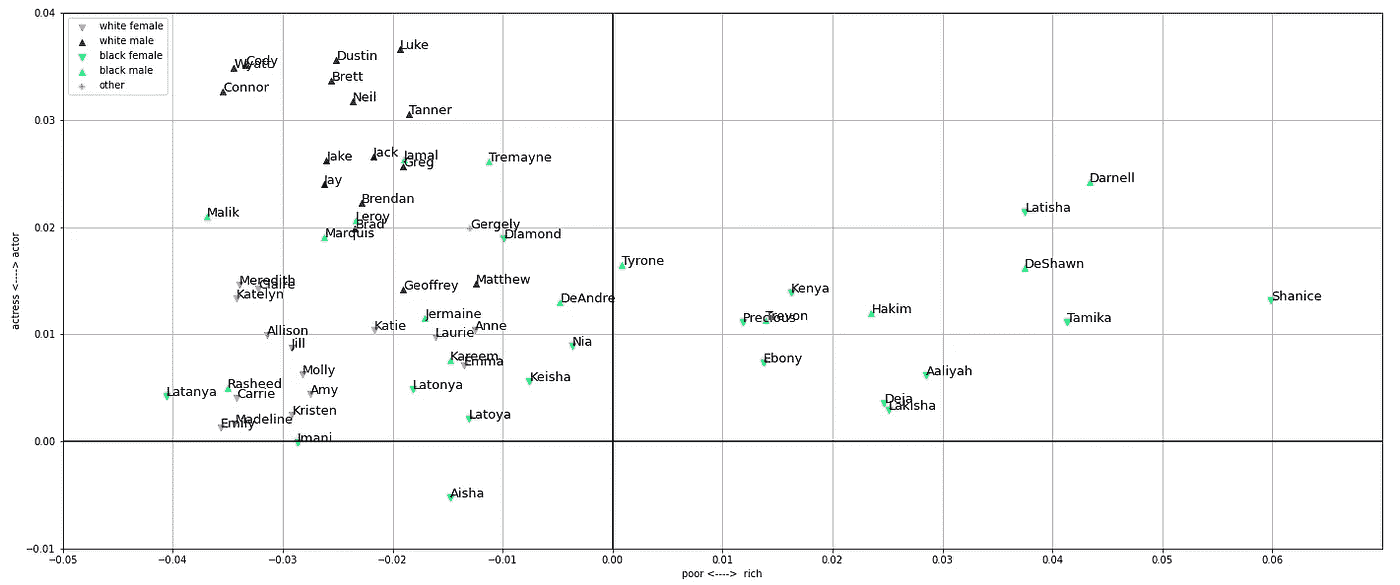 0.04
white female
white male
black female
black male
other
Luke
Dustin
Cody
Wyatt
Brett
Connor
Neil
Tanner
0.03
Jack
Jamal
Jake
Greg
Tremayne
Jay
Darnell
Brendan
Latisha
Malik
Leroy
Brad
Gergely
0.02
Marquis
Diamond
Tyrone
DeShawn
Meredith
Claire
Matthew
Katelyn
Geoffrey
Kenya
Shanice
DeAndre
Hakim
Jermaine
Precious
Trevon
Tamika
0.01
Allison
Katie
Laurie
Anne
Jill
Nia
Kareem
Emma
Ebony
Molly
Aaliyah
Keisha
Rasheed
Latonya
Latanya
Carrie
Amy
Deja
Lakisha
Kristen
Latoya
Madeline
Emily
Imani
0.00
Aisha
−0.01
actress <----> actor
−0.05 −0.04 −0.03 −0.02 −0.01 0.00 0.01 0.02 0.03 0.04 0.05 0.06
poor <----> rich